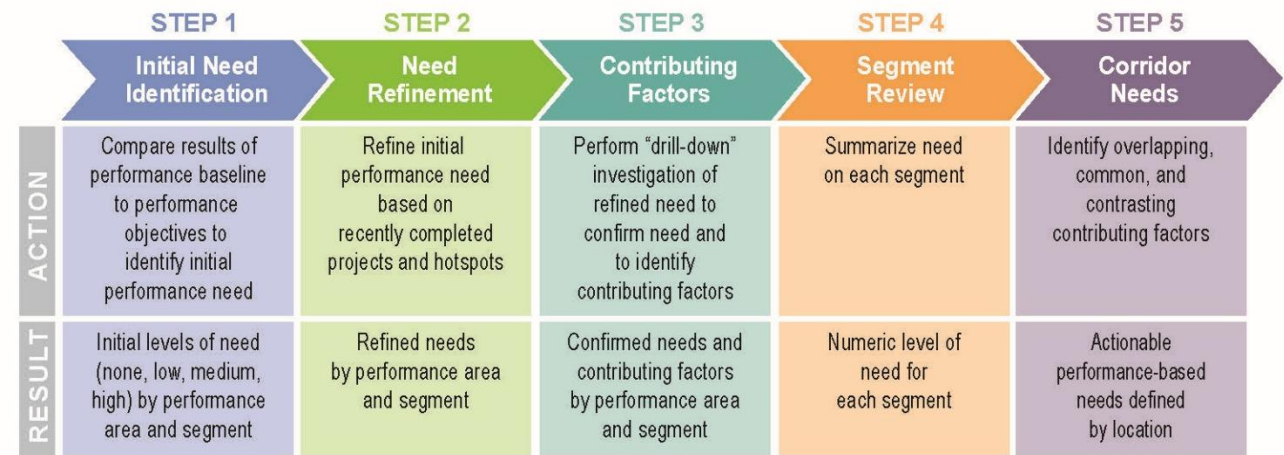 STEP 1
STEP 2
STEP 3
STEP 4
STEP 5
Initial Need
Identification
Need
Refinement
Contributing
Factors
Segment
Review
Corridor
Needs
ACTION
Compare results of
performance baseline
to performance
objectives to
identify initial
performance need
Refine initial
performance need
based on
recently completed
projects and hotspots
Perform “drill-down”
investigation of
refined need to
confirm need and
to identify
contributing factors
Summarize need
on each segment
Identify overlapping,
common, and
contrasting
contributing factors
RESULT
Initial levels of need
(none, low, medium,
high) by performance
area and segment
Refined needs
by performance area
and segment
Confirmed needs and
contributing factors
by performance area
and segment
Numeric level of
need for
each segment
Actionable
performance-based
needs defined
by location